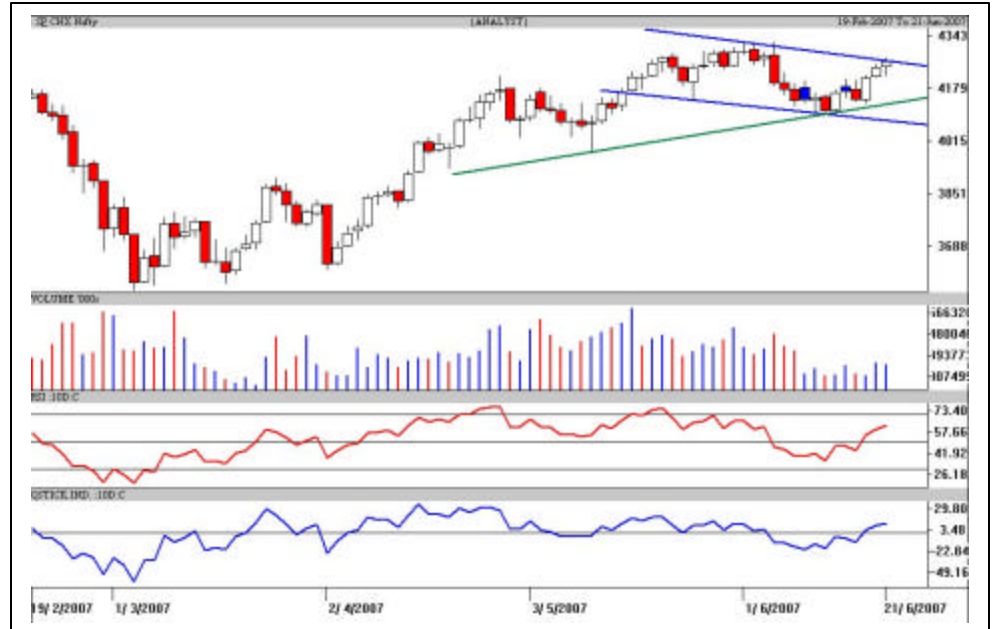 CNX Nifty [ANALYST] 19-Feb-2007 To 21-Jun-2007
4343
4179
4015
3851
3688
VOLUME '000s
RSI :10D:C
73.40
57.66
41.92
26.18
QSTICK.IND. :10D:C
29.80
3.48
-22.84
-49.16
19/2/2007 1/3/2007 2/4/2007 3/5/2007 1/6/2007 21/6/2007